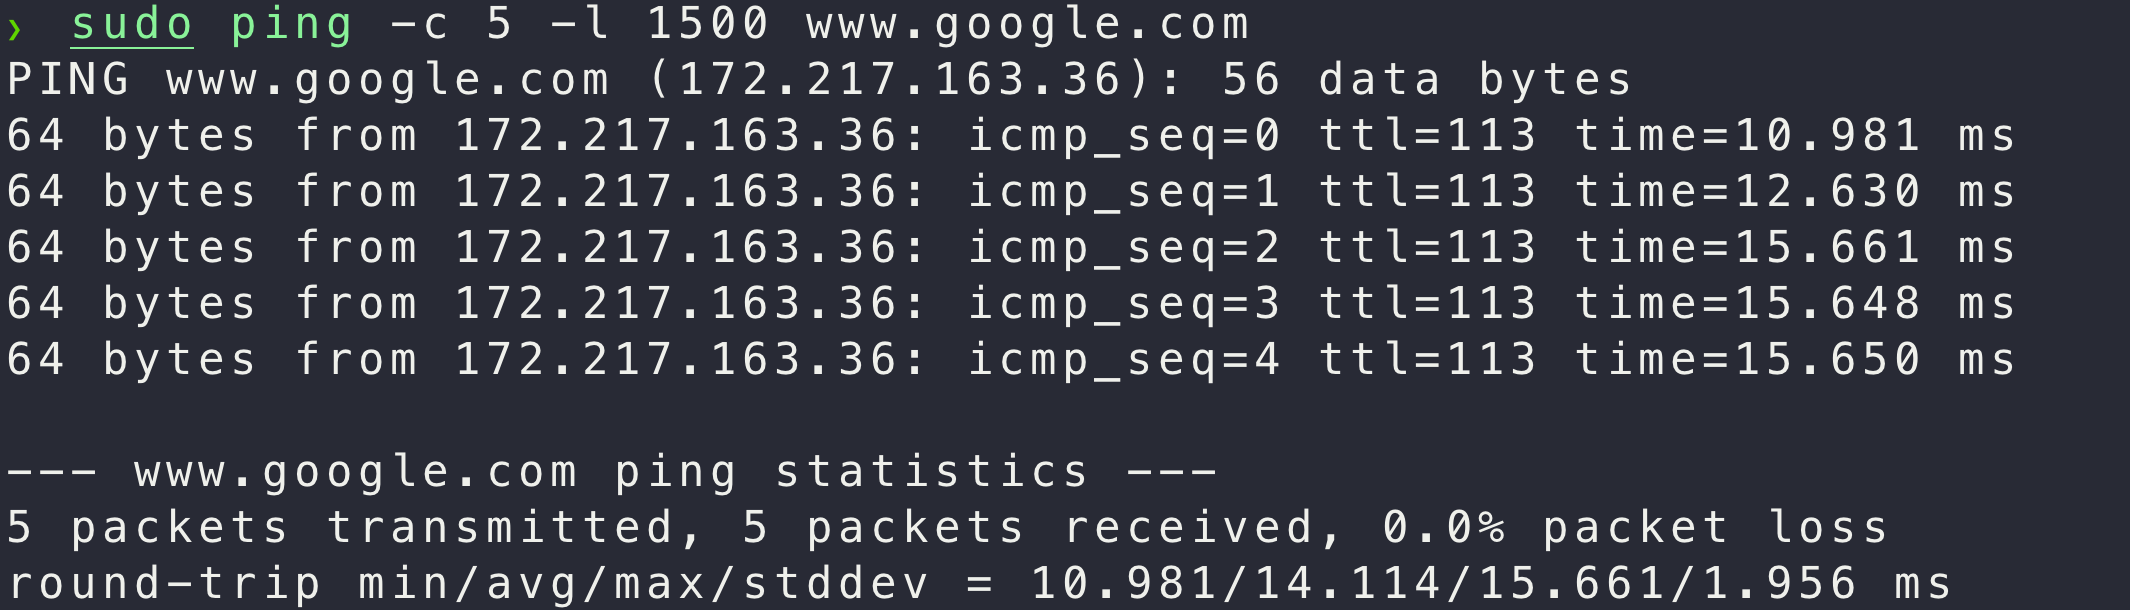 ❯ sudo ping -c 5 -l 1500 www.google.com
PING www.google.com (172.217.163.36): 56 data bytes
64 bytes from 172.217.163.36: icmp_seq=0 ttl=113 time=10.981 ms
64 bytes from 172.217.163.36: icmp_seq=1 ttl=113 time=12.630 ms
64 bytes from 172.217.163.36: icmp_seq=2 ttl=113 time=15.661 ms
64 bytes from 172.217.163.36: icmp_seq=3 ttl=113 time=15.648 ms
64 bytes from 172.217.163.36: icmp_seq=4 ttl=113 time=15.650 ms
--- www.google.com ping statistics ---
5 packets transmitted, 5 packets received, 0.0% packet loss
round-trip min/avg/max/stddev = 10.981/14.114/15.661/1.956 ms